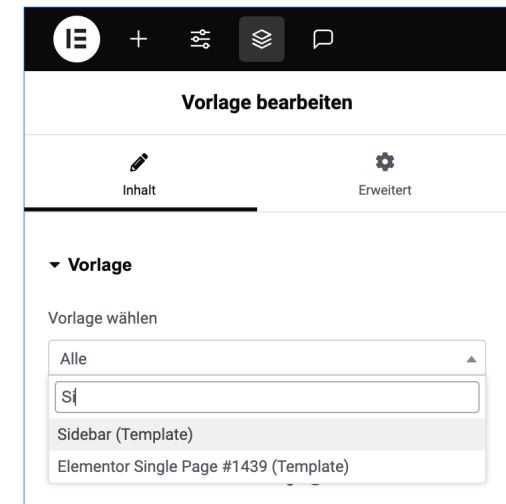 Vorlage bearbeiten
Inhalt
Erweitert
Vorlage
Vorlage wählen
Alle
Si
Sidebar (Template)
Elementor Single Page #1439 (Template)